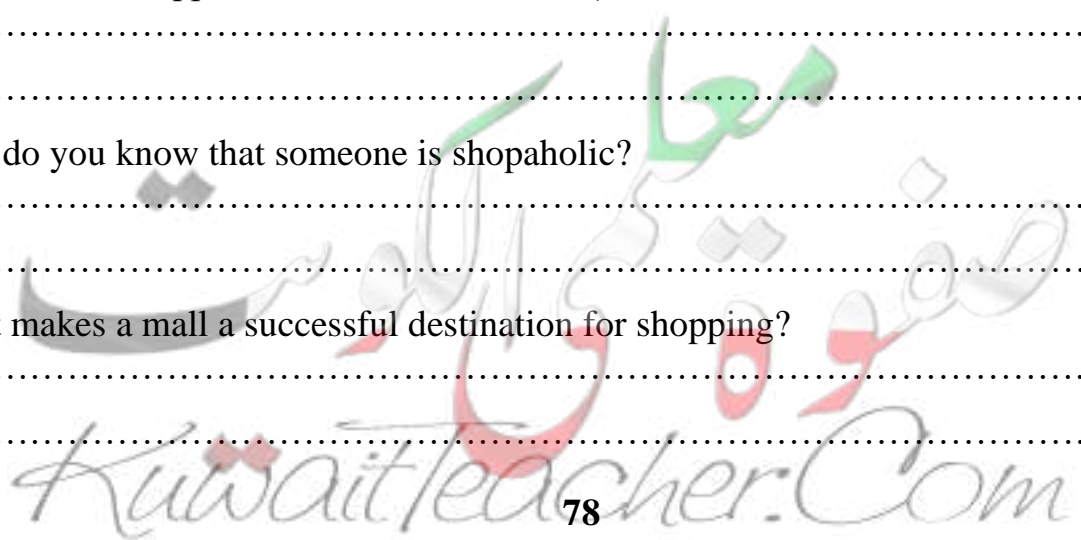 ................................................................................
................................................................................
do you know that someone is shopaholic?
................................................................................
................................................................................
makes a mall a successful destination for shopping?
................................................................................
................................................................................
KuwaitTeacher.Com
78